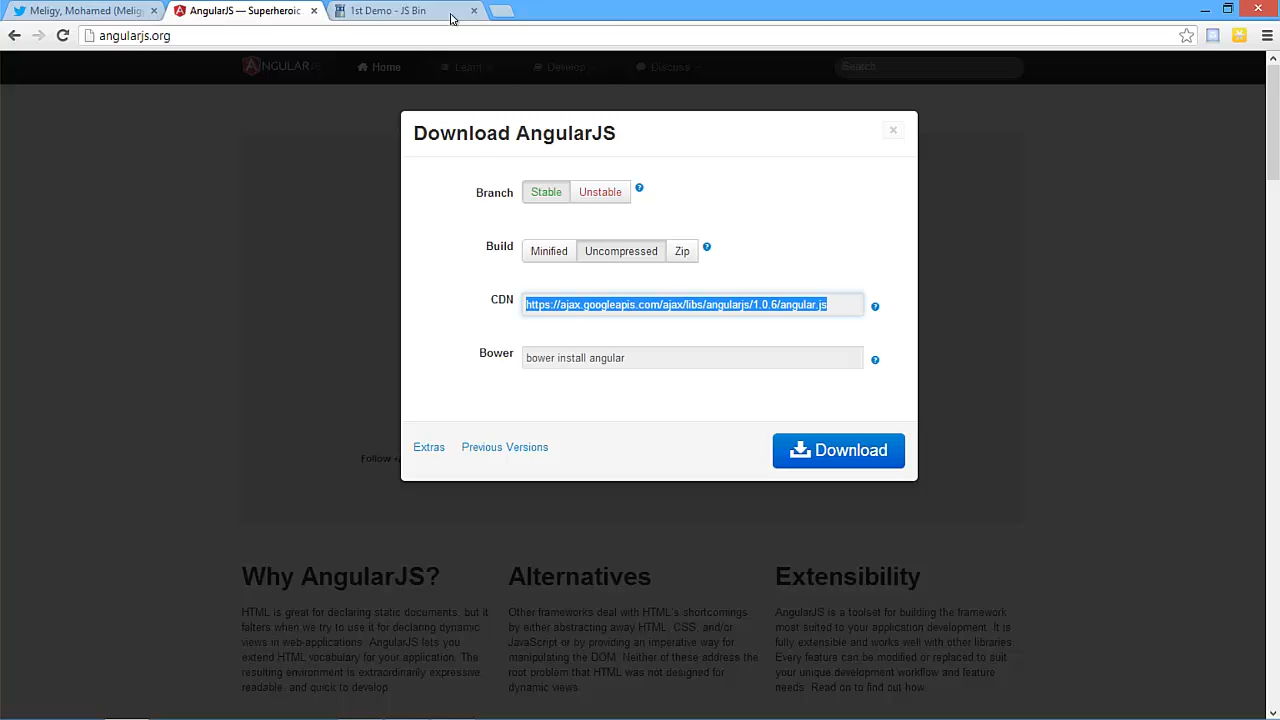 Meligy, Mohamed (Melig
AngularJS — Superheroic
1st Demo - JS Bin
angularjs.org
ANGULARJS
Home
Learn
Develop
Discuss
Search
Download AngularJS
Branch
Stable
Unstable
Build
Minified
Uncompressed
Zip
CDN
https://ajax.googleapis.com/ajax/libs/angularjs/1.0.6/angular.js
Bower
bower install angular
Follow
Extras
Previous Versions
Download
Why AngularJS?
HTML is great for declaring static documents, but it
falters when we try to use it for declaring dynamic
views in web-applications. AngularJS lets you
extend HTML vocabulary for your application. The
resulting environment is extraordinarily expressive,
readable, and quick to develop.
Alternatives
Other frameworks deal with HTML's shortcomings
by either abstracting away HTML, CSS, and/or
JavaScript or by providing an imperative way for
manipulating the DOM. Neither of these address the
root problem that HTML was not designed for
dynamic views.
Extensibility
AngularJS is a toolset for building the framework
most suited to your application development. It is
fully extensible and works well with other libraries.
Every feature can be modified or replaced to suit
your unique development workflow and feature
needs. Read on to find out how.